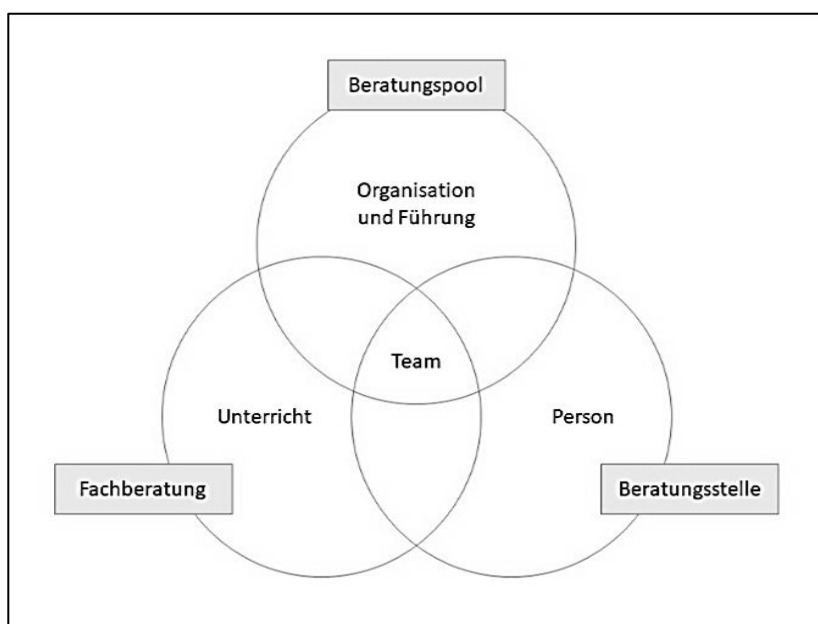 Beratungspool
Organisation
und Führung
Team
Unterricht
Person
Fachberatung
Beratungsstelle